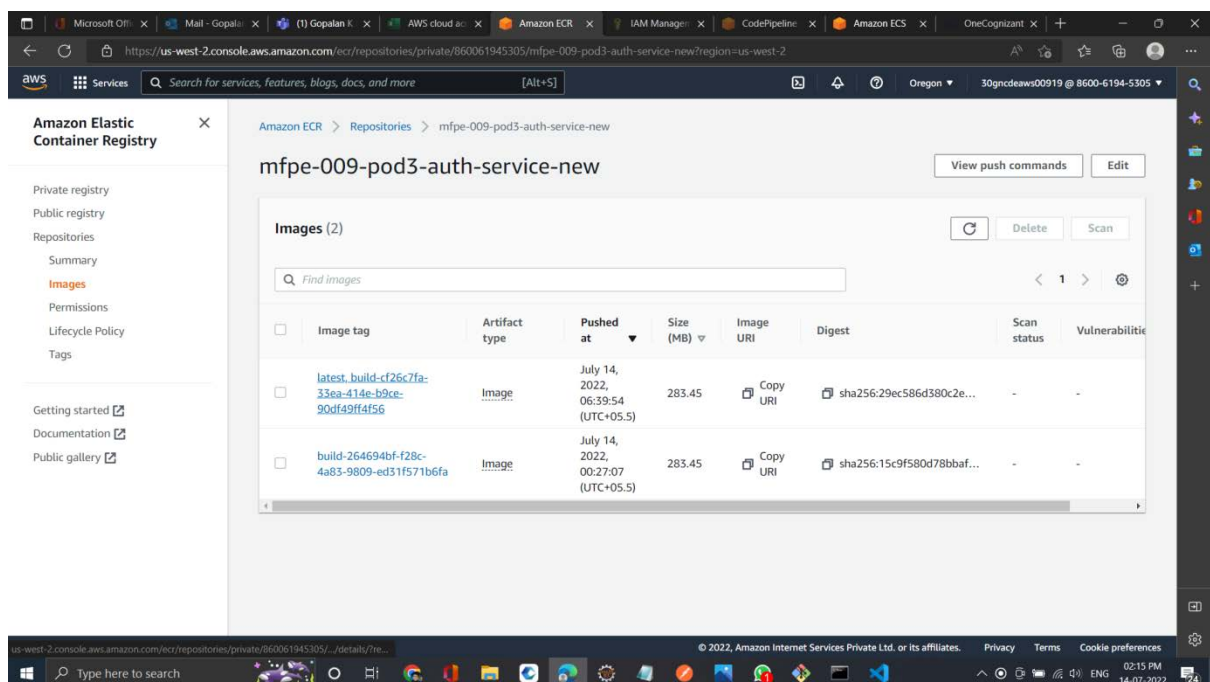 Microsoft Offi
Mail - Gopala
(1) Gopalan K
AWS cloud ac
Amazon ECR
IAM Managem
CodePipeline
Amazon ECS
OneCognizant
https://us-west-2.console.aws.amazon.com/ecr/repositories/private/860061945305/mfpe-009-pod3-auth-service-new?region=us-west-2
aws
Services
Search for services, features, blogs, docs, and more
[Alt+S]
Oregon
30gncdeaws00919 @ 8600-6194-5305
Amazon Elastic
Container Registry
Private registry
Public registry
Repositories
Summary
Images
Permissions
Lifecycle Policy
Tags
Getting started
Documentation
Public gallery
Amazon ECR > Repositories > mfpe-009-pod3-auth-service-new
mfpe-009-pod3-auth-service-new
View push commands
Edit
Images (2)
Delete
Scan
Find images
1
Image tag
Artifact
type
Pushed
at
Size
(MB)
Image
URI
Digest
Scan
status
Vulnerabilitie
latest, build-cf26c7fa-
33ea-414e-b9ce-
90df49ff4f56
Image
July 14,
2022,
06:39:54
(UTC+05.5)
283.45
Copy
URI
sha256:29ec586d380c2e...
-
-
build-264694bf-f28c-
4a83-9809-ed31f571b6fa
Image
July 14,
2022,
00:27:07
(UTC+05.5)
283.45
Copy
URI
sha256:15c9f580d78bbaf...
-
-
us-west-2.console.aws.amazon.com/ecr/repositories/private/860061945305/.../details/?re...
© 2022, Amazon Internet Services Private Ltd. or its affiliates.
Privacy
Terms
Cookie preferences
Type here to search
ENG
02:15 PM
14-07-2022
24